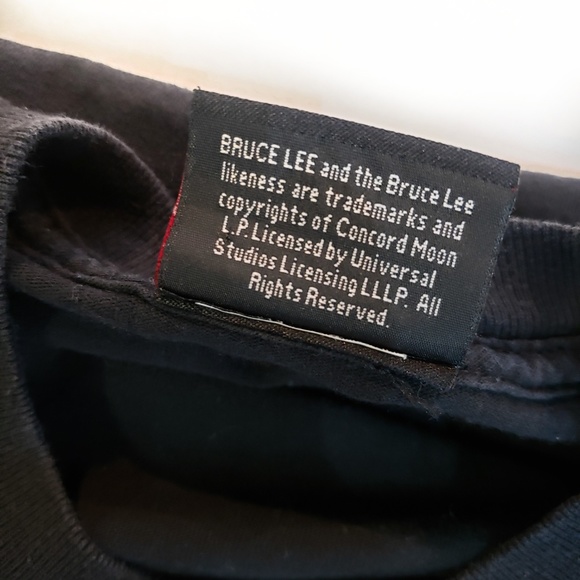 BRUCE LEE and the Bruce Lee
likeness are trademarks and
copyrights of Concord Moon
L.P. Licensed by Universal
Studios Licensing LLLP. All
Rights Reserved.